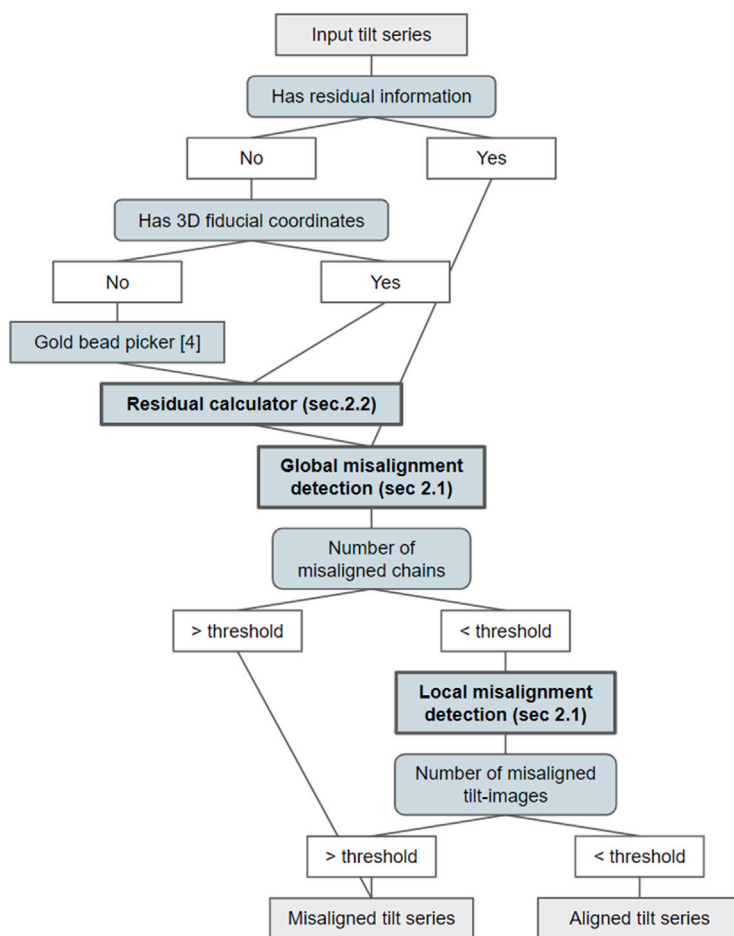 Input tilt series
Has residual information
No
Yes
Has 3D fiducial coordinates
No
Yes
Gold bead picker [4]
Residual calculator (sec.2.2)
Global misalignment
detection (sec 2.1)
Number of
misaligned chains
> threshold
< threshold
Local misalignment
detection (sec 2.1)
Number of misaligned
tilt-images
> threshold
< threshold
Misaligned tilt series
Aligned tilt series